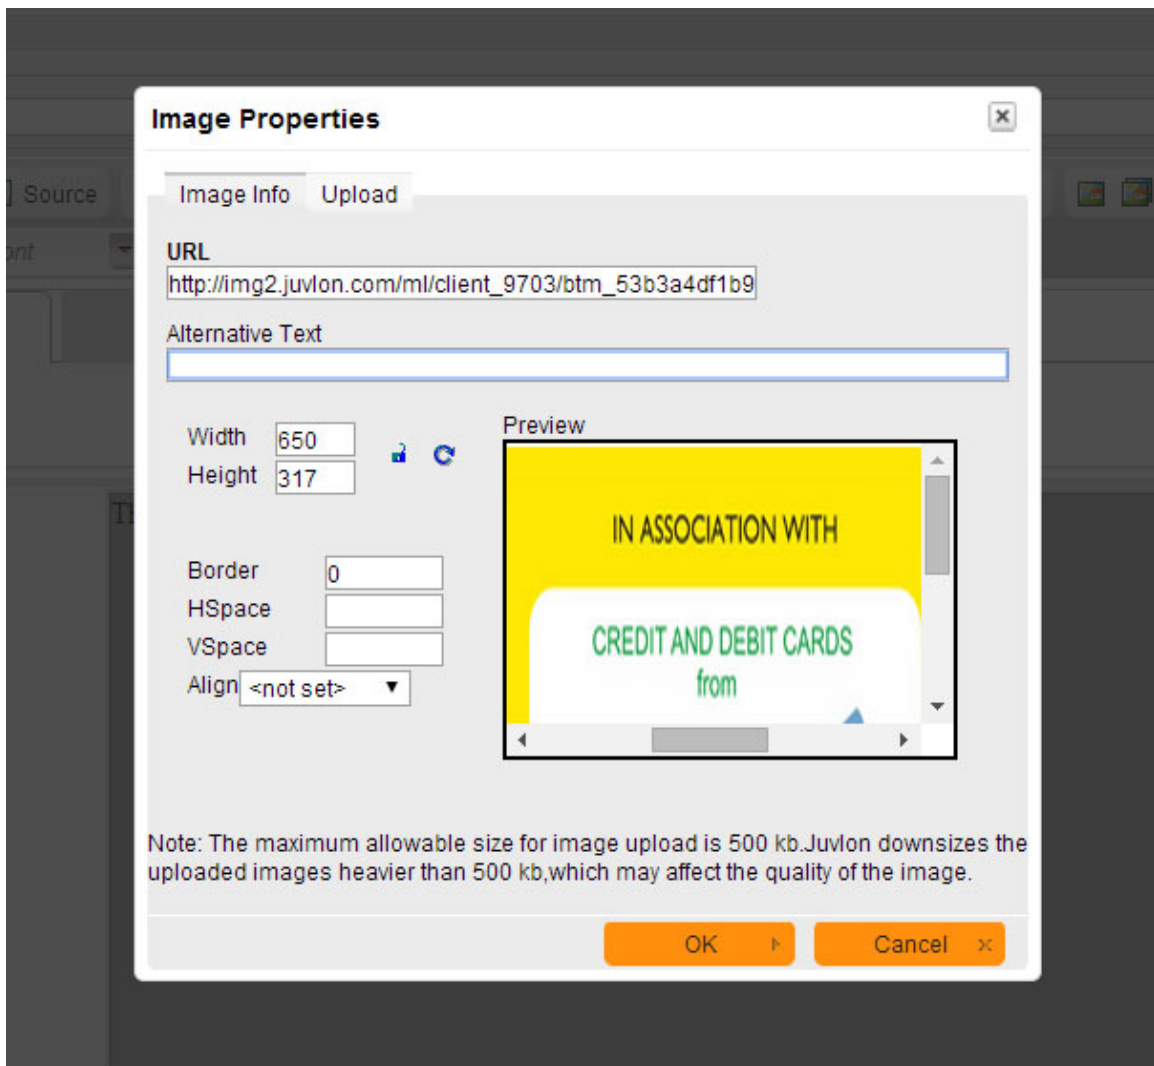 Image Properties
Source
Image Info Upload
ont
URL
http://img2.juvlon.com/ml/client_9703/btm_53b3a4df1b9
Alternative Text
Width 650
Height 317
Preview
IN ASSOCIATION WITH
CREDIT AND DEBIT CARDS
from
Border 0
HSpace
VSpace
Align <not set>
Note: The maximum allowable size for image upload is 500 kb.Juvlon downsizes the
uploaded images heavier than 500 kb,which may affect the quality of the image.
OK Cancel